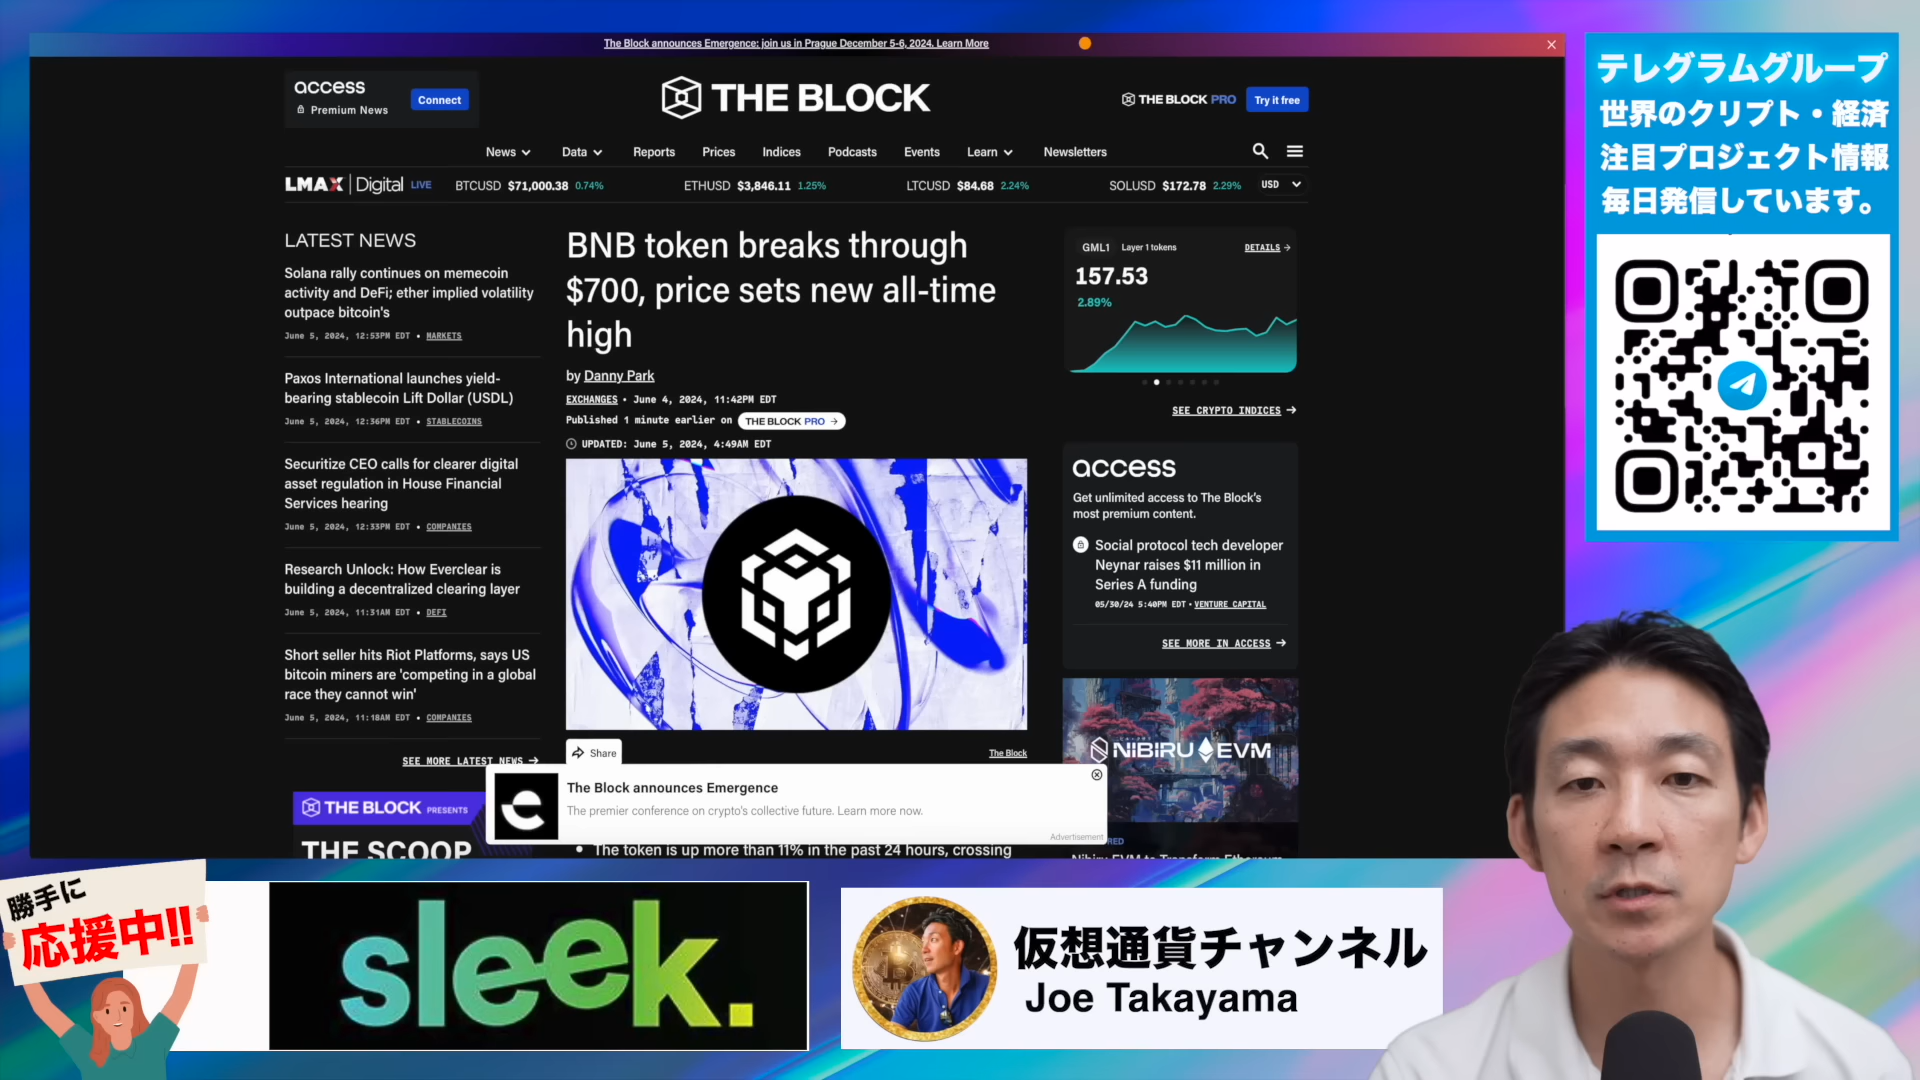 The Block announces Emergence: join us in Prague December 5-6, 2024. Learn More
access
Premium News
Connect
THE BLOCK
THE BLOCK PRO
Try it free
News
Data
Reports
Prices
Indices
Podcasts
Events
Learn
Newsletters
LMAX Digital LIVE
BTCUSD $71,000.38 0.74%
ETHUSD $3,846.11 1.25%
LTCUSD $84.68 2.24%
SOLUSD $172.78 2.29%
USD
LATEST NEWS
Solana rally continues on memecoin
activity and DeFi; ether implied volatility
outpace bitcoin's
June 5, 2024, 12:53PM EDT • MARKETS
Paxos International launches yield-
bearing stablecoin Lift Dollar (USDL)
June 5, 2024, 12:36PM EDT • STABLECOINS
Securitize CEO calls for clearer digital
asset regulation in House Financial
Services hearing
June 5, 2024, 12:33PM EDT • COMPANIES
Research Unlock: How Everclear is
building a decentralized clearing layer
June 5, 2024, 11:31AM EDT • DEFI
Short seller hits Riot Platforms, says US
bitcoin miners are 'competing in a global
race they cannot win'
June 5, 2024, 11:18AM EDT • COMPANIES
SEE MORE LATEST NEWS →
THE BLOCK PRESENTS
THE SCOOP
BNB token breaks through
$700, price sets new all-time
high
by Danny Park
EXCHANGES • June 4, 2024, 11:42PM EDT
Published 1 minute earlier on THE BLOCK PRO →
UPDATED: June 5, 2024, 4:49AM EDT
Share
The Block
The Block announces Emergence
The premier conference on crypto's collective future. Learn more now.
Advertisement
• The token is up more than 11% in the past 24 hours, crossing
GML1 Layer 1 tokens
DETAILS →
157.53
2.89%
SEE CRYPTO INDICES →
access
Get unlimited access to The Block's
most premium content.
Social protocol tech developer
Neynar raises $11 million in
Series A funding
05/30/24 5:40PM EDT • VENTURE CAPITAL
SEE MORE IN ACCESS →
NIBIRU EVM
テレグラムグループ
世界のクリプト・経済
注目プロジェクト情報
毎日発信しています。
勝手に
応援中!!
sleek.
仮想通貨チャンネル
Joe Takayama